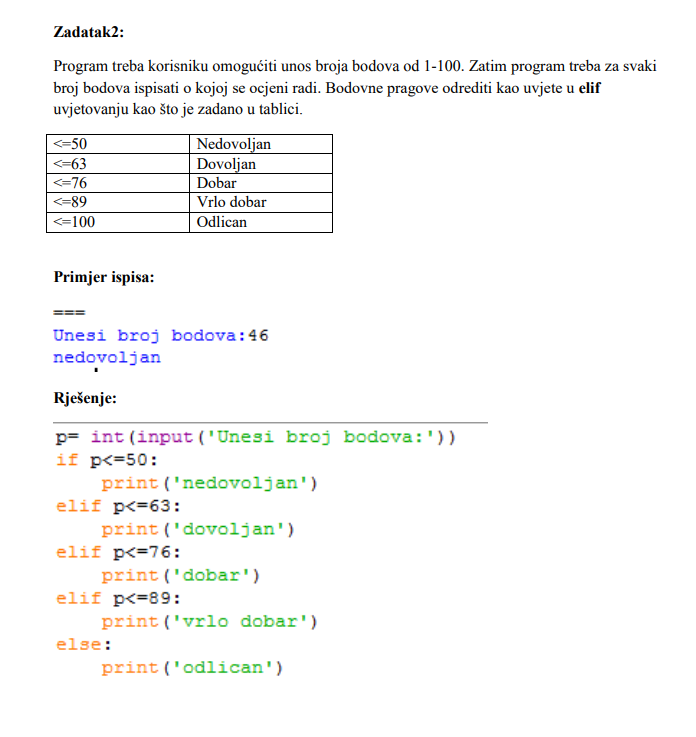 Zadatak2:
Program treba korisniku omogućiti unos broja bodova od 1-100. Zatim program treba za svaki
broj bodova ispisati o kojoj se ocjeni radi. Bodovne pragove odrediti kao uvjete u elif
uvjetovanju kao što je zadano u tablici.
<=50 Nedovoljan
<=63 Dovoljan
<=76 Dobar
<=89 Vrlo dobar
<=100 Odlican
Primjer ispisa:
===
Unesi broj bodova:46
nedovoljan
Rješenje:
p= int(input('Unesi broj bodova:'))
if p<=50:
    print('nedovoljan')
elif p<=63:
    print('dovoljan')
elif p<=76:
    print('dobar')
elif p<=89:
    print('vrlo dobar')
else:
    print('odlican')